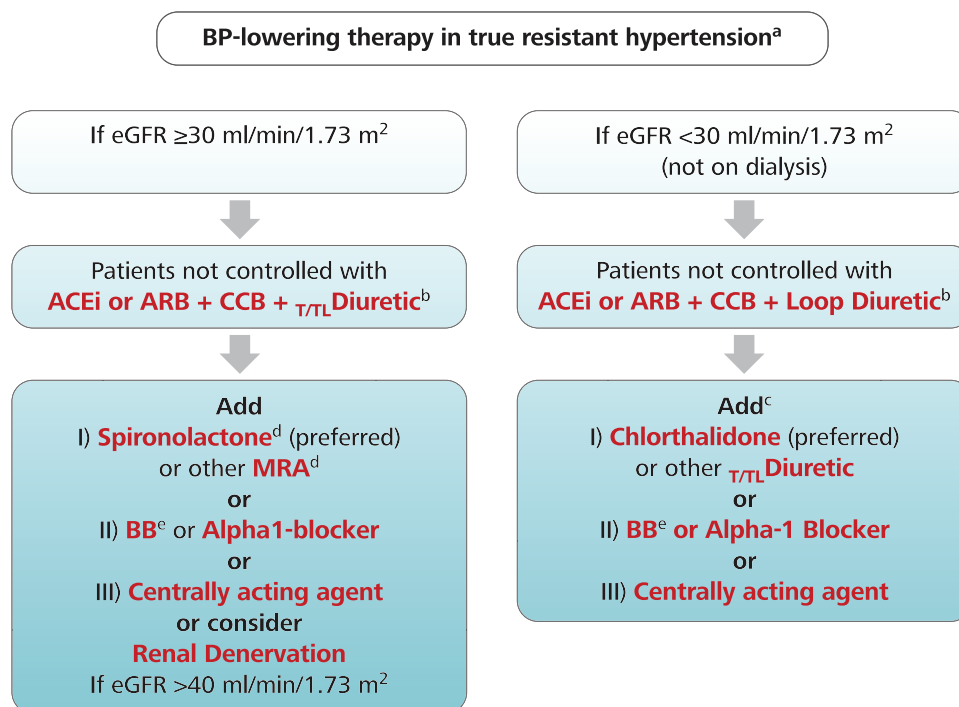 BP-lowering therapy in true resistant hypertensionᵃ
If eGFR ≥30 ml/min/1.73 m²
Patients not controlled with
ACEi or ARB + CCB + T/TLDiureticᵇ
Add
I) Spironolactoneᵈ (preferred)
or other MRAᵈ
or
II) BBᵉ or Alpha1-blocker
or
III) Centrally acting agent
or consider
Renal Denervation
If eGFR >40 ml/min/1.73 m²
If eGFR <30 ml/min/1.73 m²
(not on dialysis)
Patients not controlled with
ACEi or ARB + CCB + Loop Diureticᵇ
Addᶜ
I) Chlorthalidone (preferred)
or other T/TLDiuretic
or
II) BBᵉ or Alpha-1 Blocker
or
III) Centrally acting agent